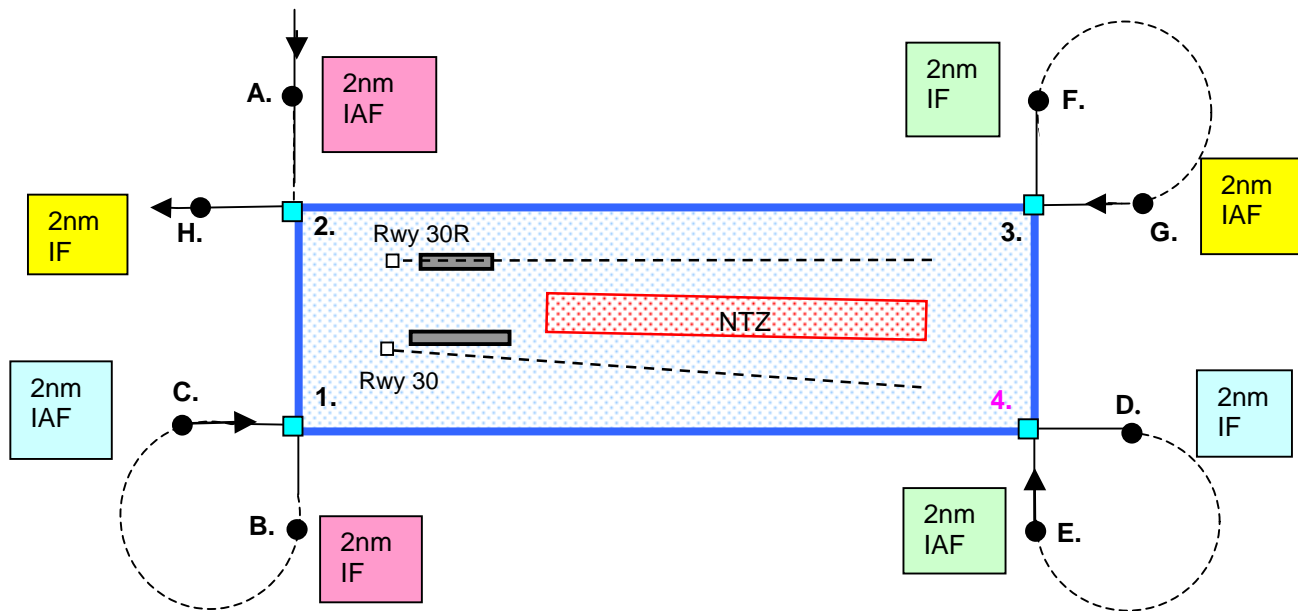 2nm
IAF
A.
2nm
IF
F.
2nm
IF
H.
2.
3.
G.
2nm
IAF
Rwy 30R
NTZ
Rwy 30
2nm
IAF
C.
1.
4.
D.
2nm
IF
B.
2nm
IF
2nm
IAF
E.